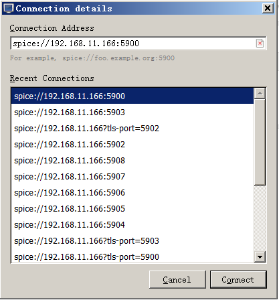 Connection details
Connection Address
spice://192.168.11.166:5900
For example, spice://foo.example.org:5900
Recent Connections
spice://192.168.11.166:5900
spice://192.168.11.166:5903
spice://192.168.11.166?tls-port=5902
spice://192.168.11.166:5902
spice://192.168.11.166:5908
spice://192.168.11.166:5907
spice://192.168.11.166:5906
spice://192.168.11.166:5905
spice://192.168.11.166:5904
spice://192.168.11.166?tls-port=5903
spice://192.168.11.166?tls-port=5900
Cancel
Connect